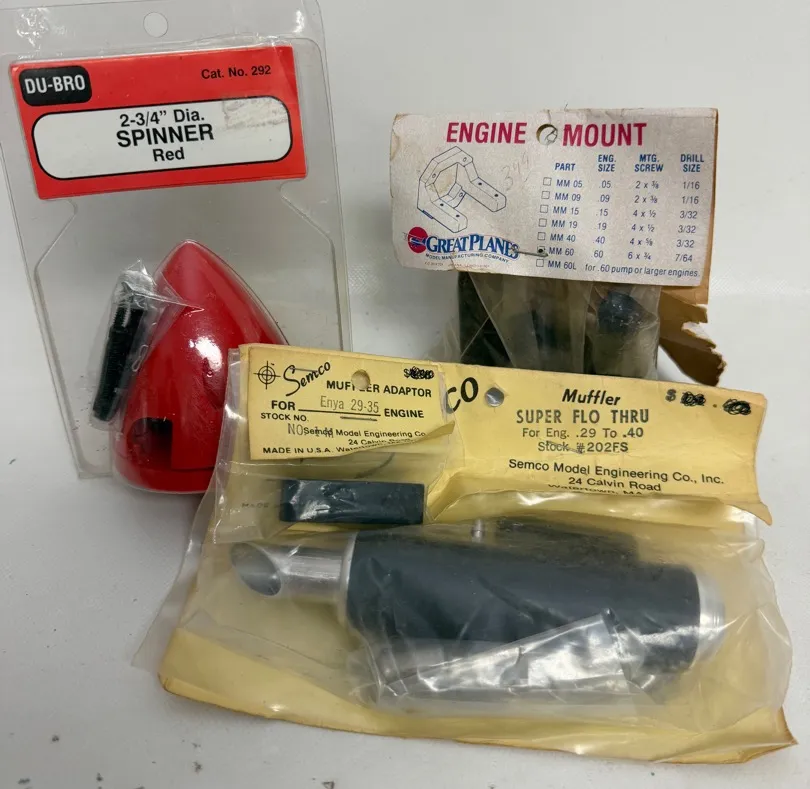 DU-BRO
Cat. No. 292
2-3/4" Dia.
SPINNER
Red
ENGINE MOUNT
PART ENG. SIZE MTG. SCREW DRILL SIZE
MM 05 .05 2 x 3/8 1/16
MM 09 .09 2 x 3/8 1/16
MM 15 .15 4 x 1/2 3/32
MM 19 .19 4 x 1/2 3/32
MM 40 40 4 x 5/8 3/32
MM 60 60 6 x 3/4 7/64
MM 60L for .60 pump or larger engines.
GREAT PLANES
MODEL MANUFACTURING COMPANY
Semco
MUFFLER ADAPTOR
FOR Enya 29-35 ENGINE
STOCK NO.
Semco Model Engineering Co.
24 Calvin
MADE IN U.S.A.
CO
Muffler $
SUPER FLO THRU
For Eng. .29 To .40
Stock #202FS
Semco Model Engineering Co., Inc.
24 Calvin Road
Watertown, MA